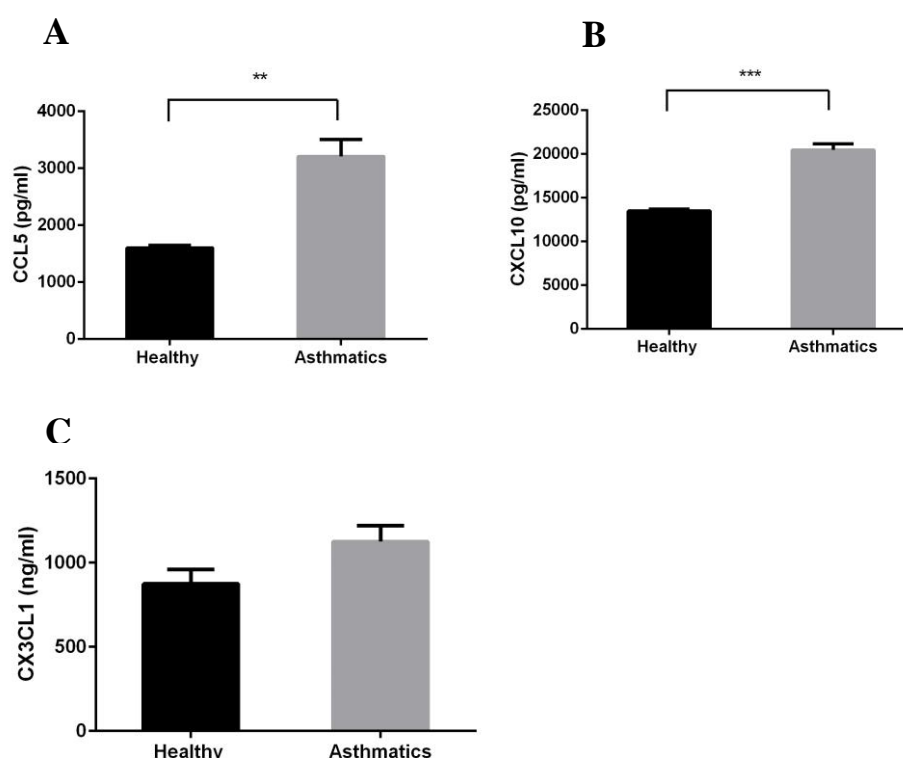 A
**
CCL5 (pg/ml)
4000
3000
2000
1000
0
Healthy Asthmatics
B
***
CXCL10 (pg/ml)
25000
20000
15000
10000
5000
0
Healthy Asthmatics
C
CX3CL1 (ng/ml)
1500
1000
500
0
Healthy Asthmatics